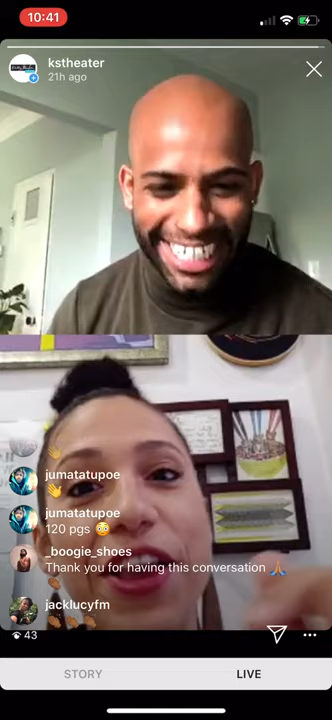 10:41
kstheater
21h ago
jumatatupoe
jumatatupoe
120 pgs
_boogie_shoes
Thank you for having this conversation
jacklucyfm
43
STORY
LIVE